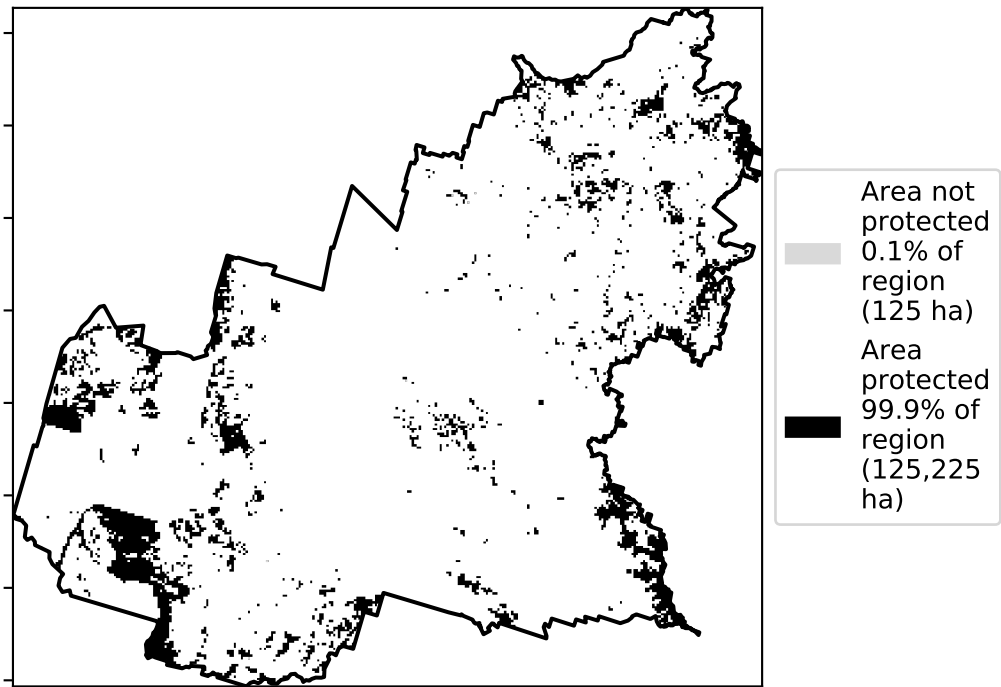 Area not
protected
0.1% of
region
(125 ha)
Area
protected
99.9% of
region
(125,225
ha)